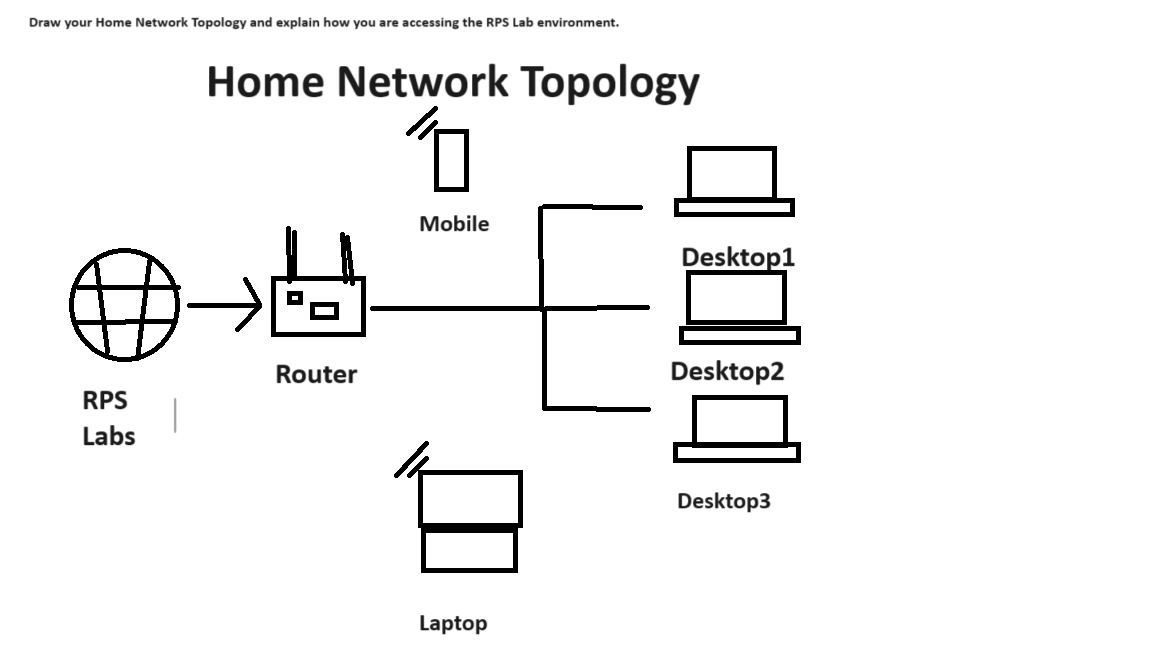 Draw your Home Network Topology and explain how you are accessing the RPS Lab environment.
Home Network Topology
Mobile
Desktop1
Router
Desktop2
RPS
Labs
Desktop3
Laptop